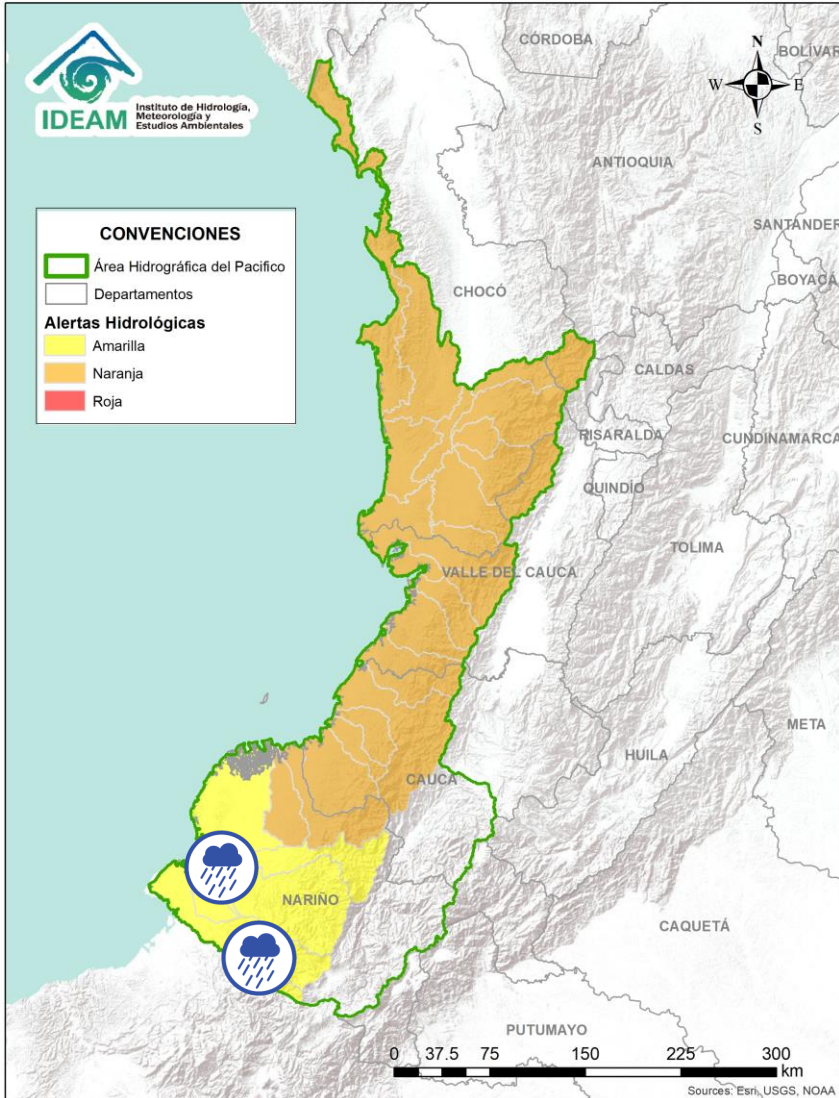 IDEAM
Instituto de Hidrología,
Meteorología y
Estudios Ambientales
CÓRDOBA
BOLÍVAR
N
W
E
S
ANTIOQUIA
SANTANDER
BOYACÁ
CONVENCIONES
Área Hidrográfica del Pacifico
Departamentos
Alertas Hidrológicas
Amarilla
Naranja
Roja
CHOCÓ
CALDAS
RISARALDA
CUNDINAMARCA
QUINDÍO
TOLIMA
VALLE DEL CAUCA
META
HUILA
CAUCA
NARIÑO
CAQUETÁ
PUTUMAYO
0 37.5 75 150 225 300
km
Sources: Esri, USGS, NOAA